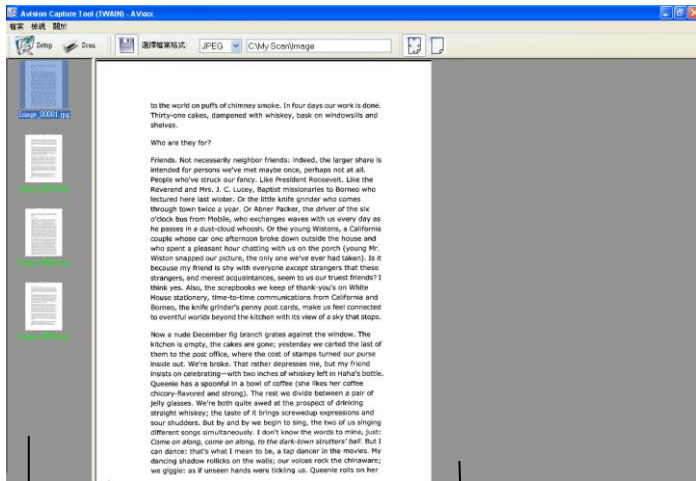 Avision Capture Tool (TWAIN) - AVxxx
檔案 檢視 關於
Setup Scan 選擇檔案格式: JPEG C:\My Scan\Image
Image_00001.jpg
to the world on puffs of chimney smoke. In four days our work is done.
Thirty-one cakes, dampened with whiskey, bask on windowsills and
shelves.
Who are they for?
Friends. Not necessarily neighbor friends: indeed, the larger share is
intended for persons we've met maybe once, perhaps not at all.
People who've struck our fancy. Like President Roosevelt. Like the
Reverend and Mrs. J. C. Lucey, Baptist missionaries to Borneo who
lectured here last winter. Or the little knife grinder who comes
through town twice a year. Or Abner Packer, the driver of the six
o'clock bus from Mobile, who exchanges waves with us every day as
he passes in a dust-cloud whoosh. Or the young Wistons, a California
couple whose car one afternoon broke down outside the house and
who spent a pleasant hour chatting with us on the porch (young Mr.
Wiston snapped our picture, the only one we've ever had taken). Is it
because my friend is shy with everyone except strangers that these
strangers, and merest acquaintances, seem to us our truest friends? I
think yes. Also, the scrapbooks we keep of thank-you's on White
House stationery, time-to-time communications from California and
Borneo, the knife grinder's penny post cards, make us feel connected
to eventful worlds beyond the kitchen with its view of a sky that stops.
Now a nude December fig branch grates against the window. The
kitchen is empty, the cakes are gone; yesterday we carted the last of
them to the post office, where the cost of stamps turned our purse
inside out. We're broke. That rather depresses me, but my friend
insists on celebrating—with two inches of whiskey left in Haha's bottle.
Queenie has a spoonful in a bowl of coffee (she likes her coffee
chicory-flavored and strong). The rest we divide between a pair of
jelly glasses. We're both quite awed at the prospect of drinking
straight whiskey; the taste of it brings screwedup expressions and
sour shudders. But by and by we begin to sing, the two of us singing
different songs simultaneously. I don't know the words to mine, just:
Come on along, come on along, to the dark-town strutters' ball. But I
can dance: that's what I mean to be, a tap dancer in the movies. My
dancing shadow rollicks on the walls; our voices rock the chinaware;
we giggle: as if unseen hands were tickling us. Queenie rolls on her